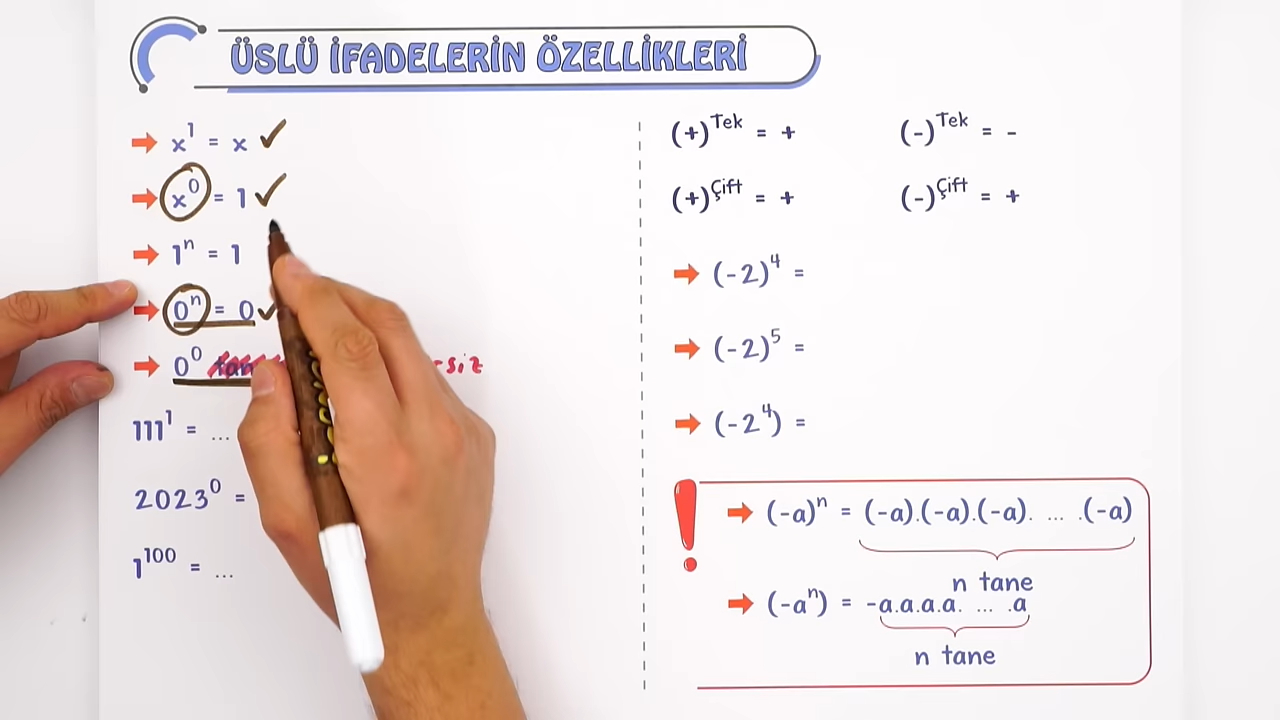 ÜSLÜ İFADELERİN ÖZELLİKLERİ
x¹ = x ✓
x⁰ = 1 ✓
1ⁿ = 1
0ⁿ = 0 ✓
0⁰
111¹ = ...
2023⁰ =
1¹⁰⁰ = ...
(+)ᵀᵉᵏ = + (-)ᵀᵉᵏ = -
(+)Çift = + (-)Çift = +
(-2)⁴ =
(-2)⁵ =
(-2⁴) =
(-a)ⁿ = (-a).(-a).(-a). ... .(-a)
n tane
(-aⁿ) = -a.a.a.a. ... .a
n tane